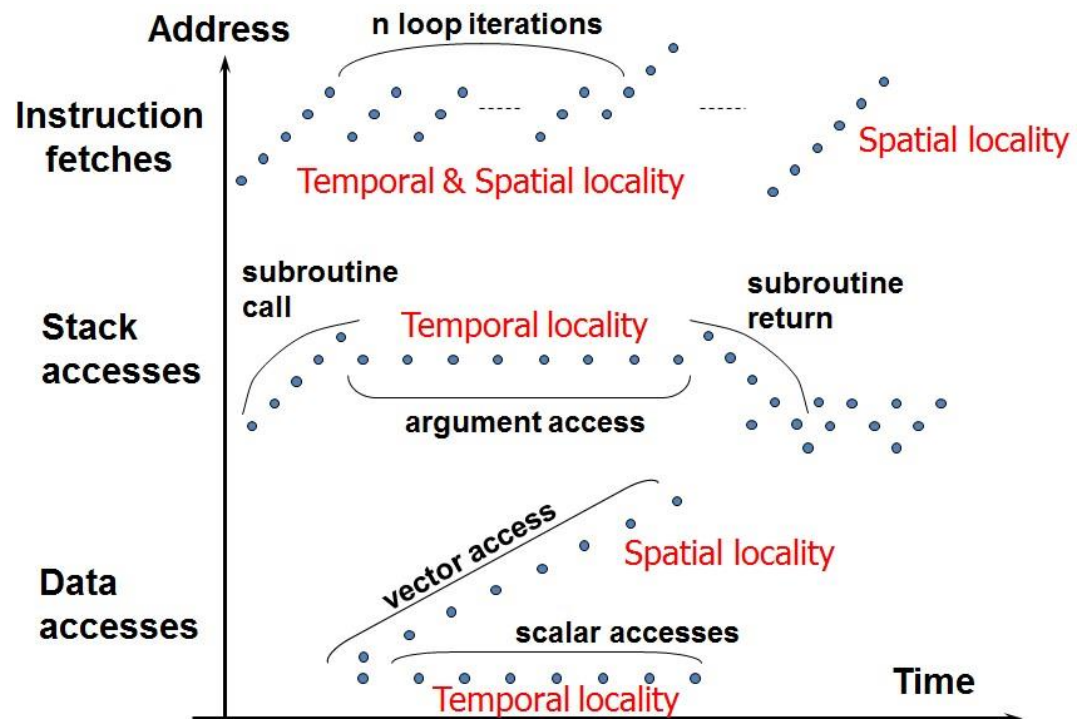 Address
n loop iterations
Instruction
fetches
Spatial locality
Temporal & Spatial locality
subroutine
call
subroutine
return
Stack
accesses
Temporal locality
argument access
vector access
Spatial locality
Data
accesses
scalar accesses
Temporal locality
Time